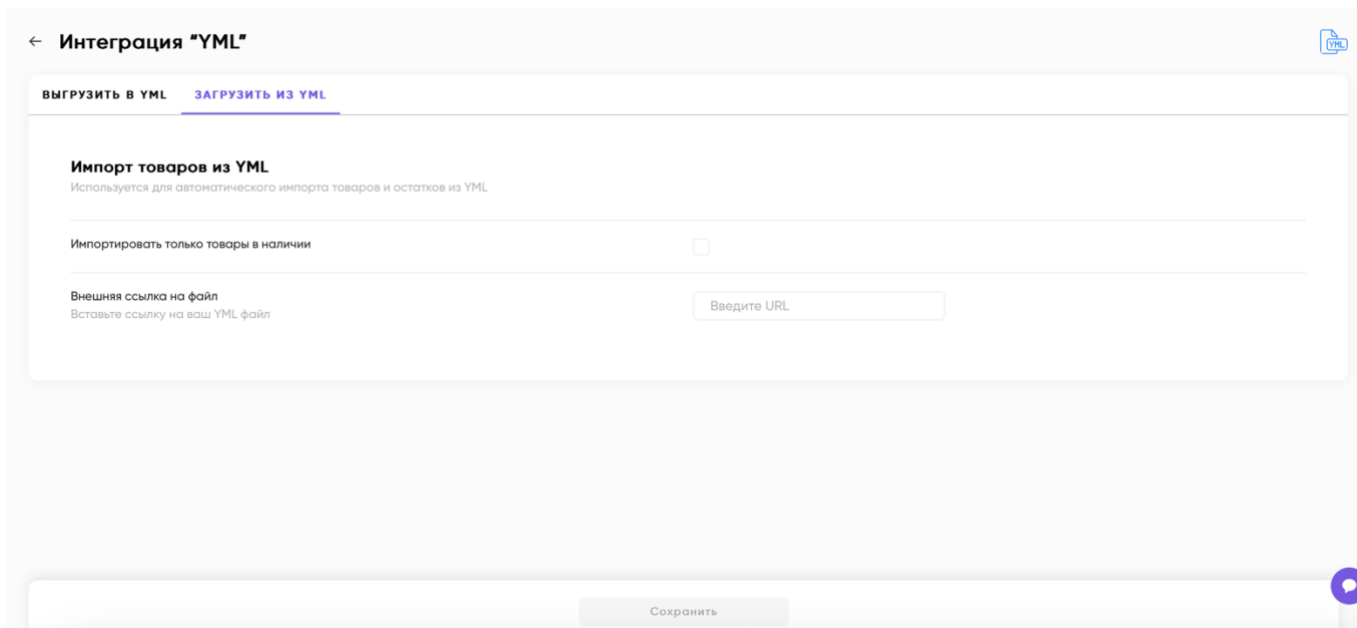 ← Интеграция “YML”
YML
ВЫГРУЗИТЬ В YML ЗАГРУЗИТЬ ИЗ YML
Импорт товаров из YML
Используется для автоматического импорта товаров и остатков из YML
Импортировать только товары в наличии
Внешняя ссылка на файл
Введите URL
Вставьте ссылку на ваш YML файл
Сохранить